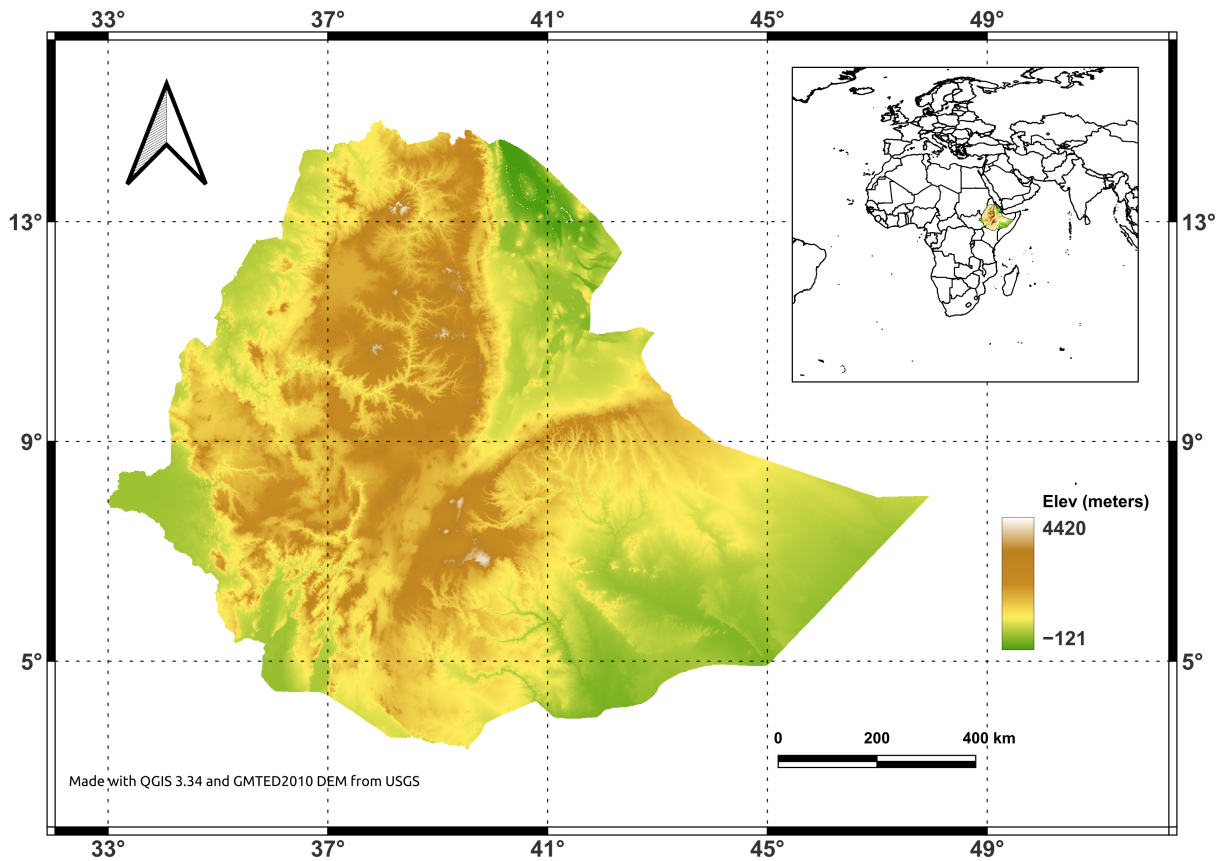 33° 37° 41° 45° 49°
13° 13°
9° 9°
Elev (meters)
4420
−121
5° 5°
0 200 400 km
Made with QGIS 3.34 and GMTED2010 DEM from USGS
33° 37° 41° 45° 49°